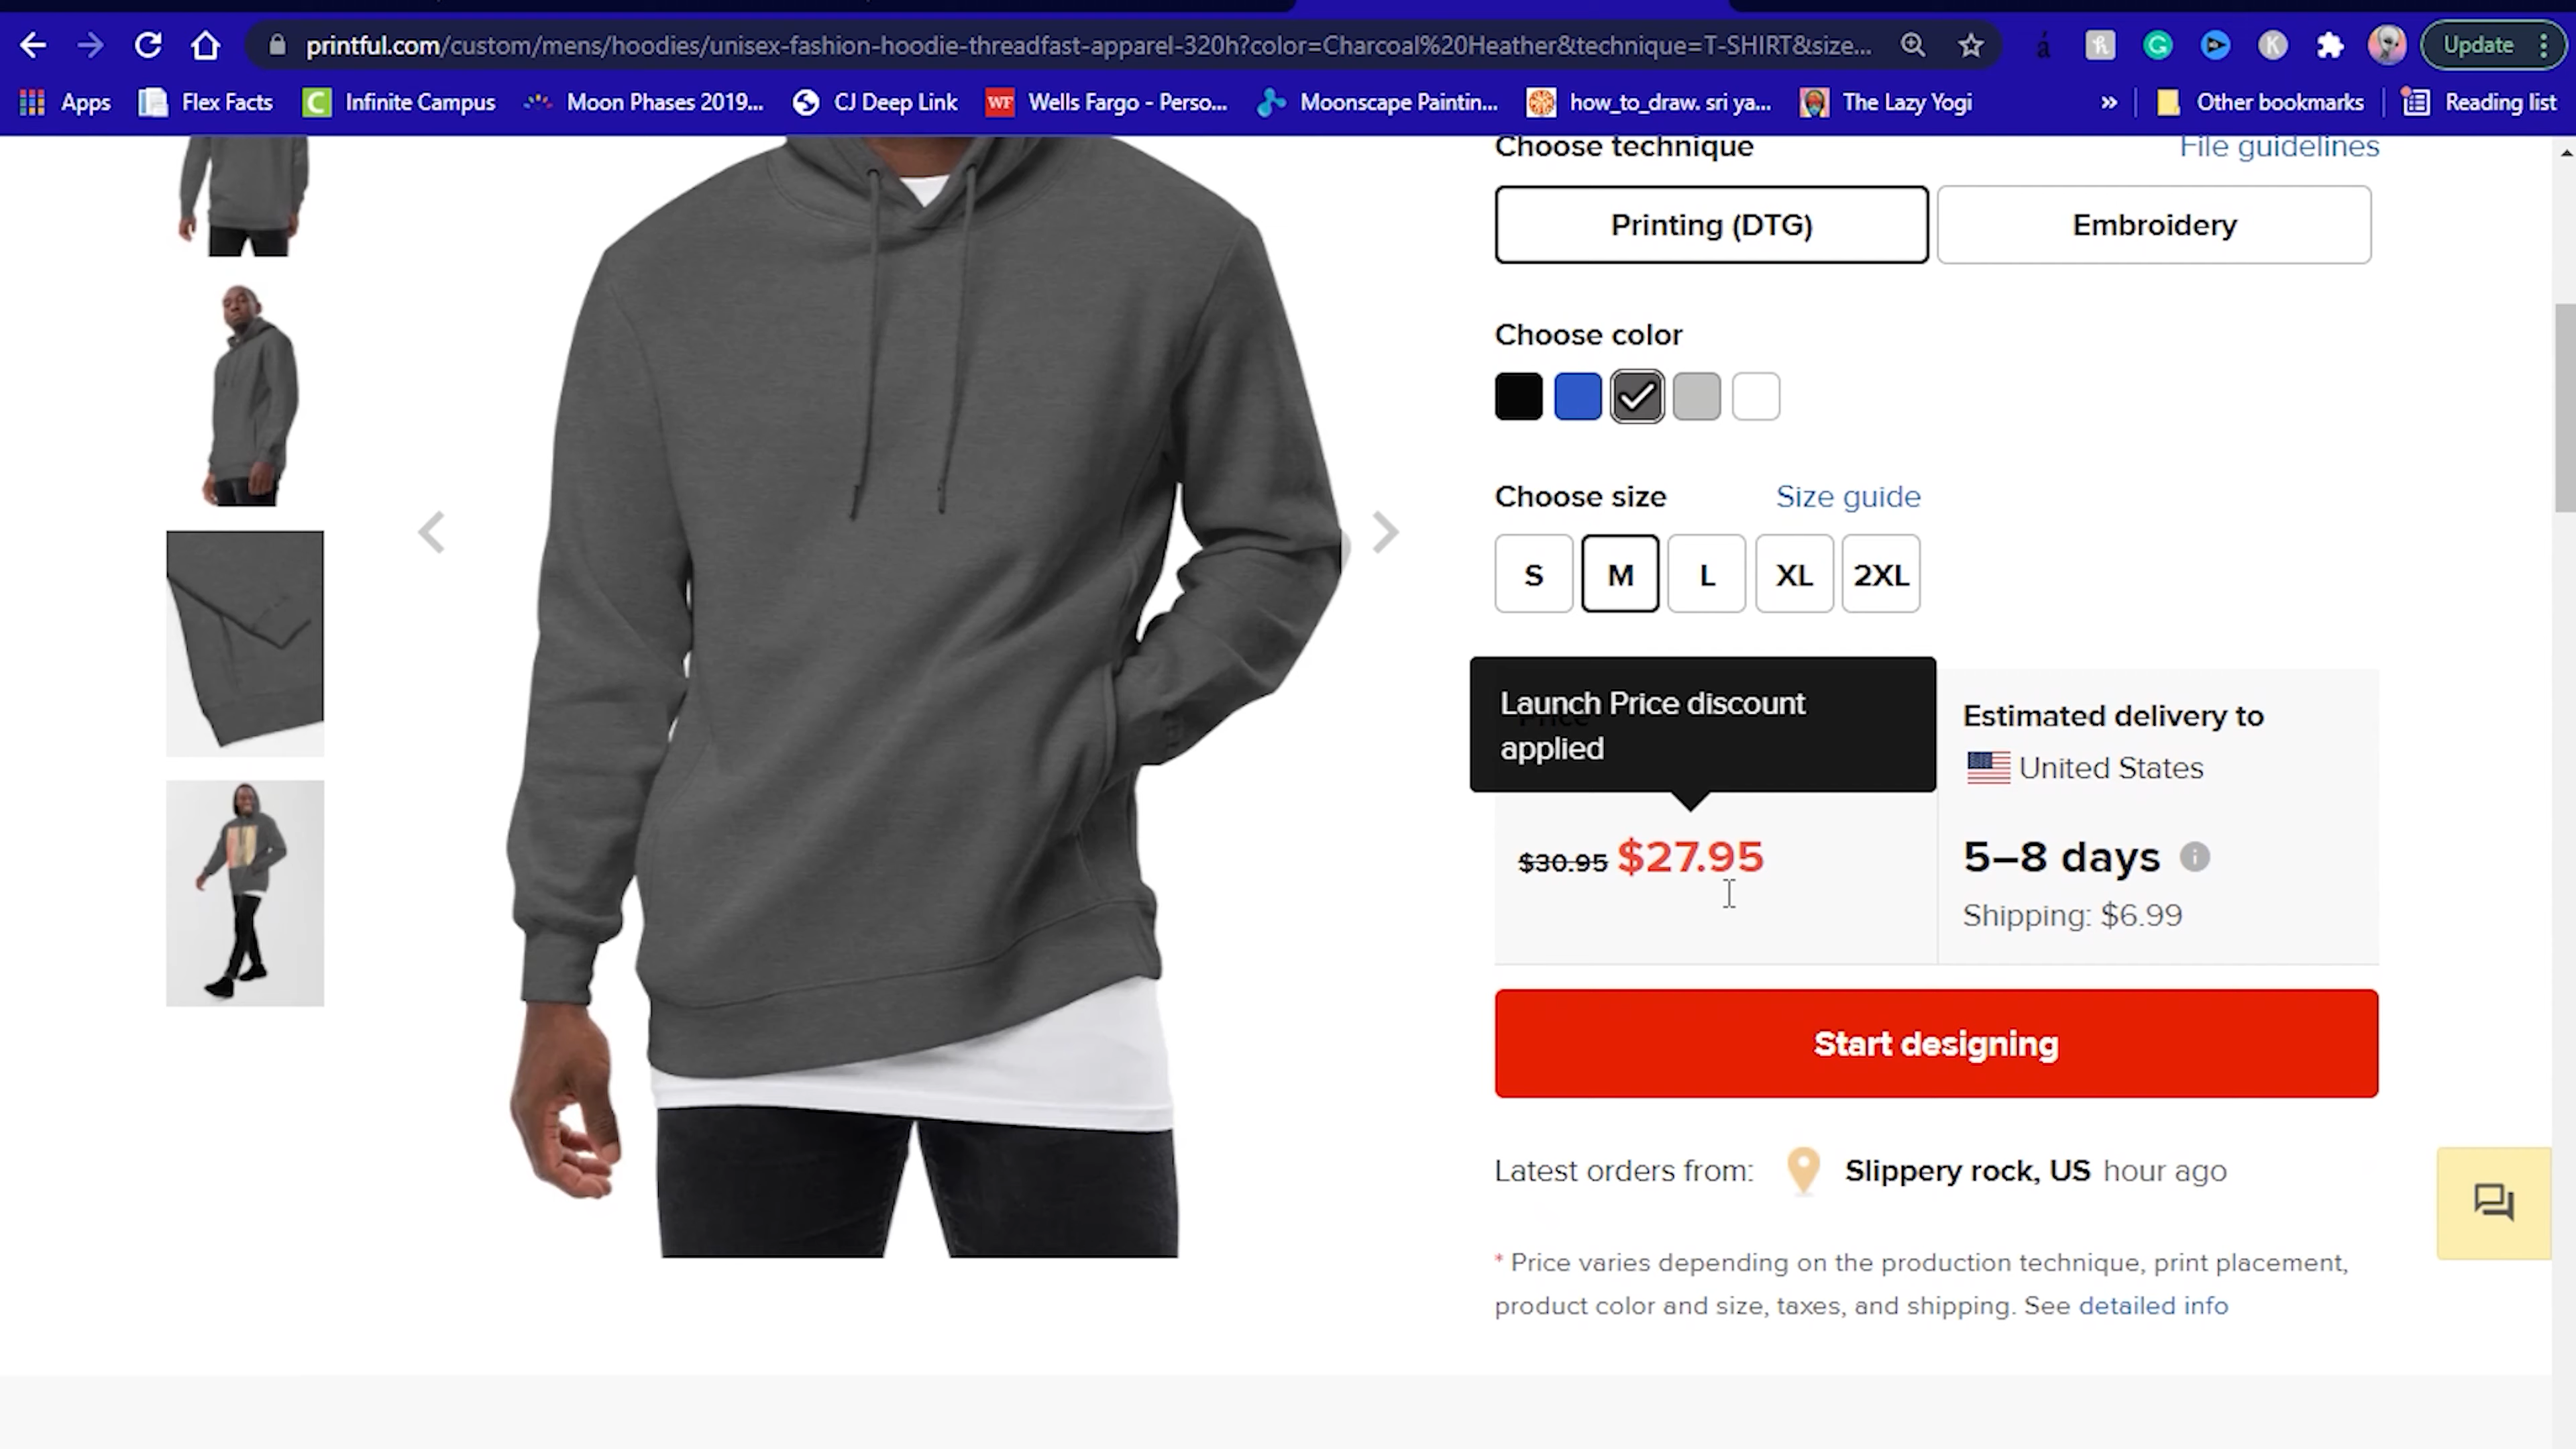 printful.com/custom/mens/hoodies/unisex-fashion-hoodie-threadfast-apparel-320h?color=Charcoal%20Heather&technique=T-SHIRT&size...
Update
Apps
Flex Facts
Infinite Campus
Moon Phases 2019...
CJ Deep Link
WF Wells Fargo - Perso...
Moonscape Paintin...
how_to_draw. sri ya...
The Lazy Yogi
»
Other bookmarks
Reading list
Choose technique
File guidelines
Printing (DTG)
Embroidery
Choose color
Choose size
Size guide
S
M
L
XL
2XL
Launch Price discount
applied
$30.95 $27.95
Estimated delivery to
United States
5–8 days
Shipping: $6.99
Start designing
Latest orders from:
Slippery rock, US hour ago
* Price varies depending on the production technique, print placement,
product color and size, taxes, and shipping. See detailed info